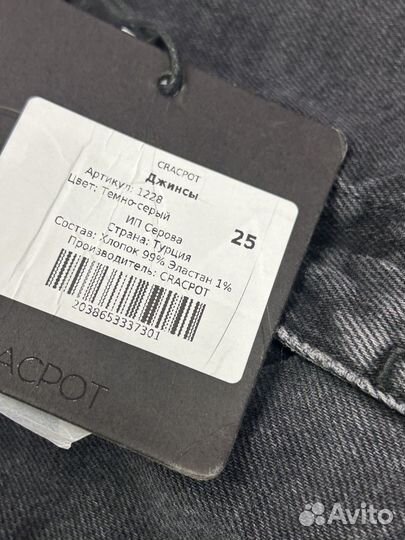 CRACPOT
Джинсы
Артикул: 1228
Цвет: Темно-серый
ИП Серова
Страна: Турция
Состав: Хлопок 99% Эластан 1%
Производитель: CRACPOT
25
2038653337301
ACPOT
Avito